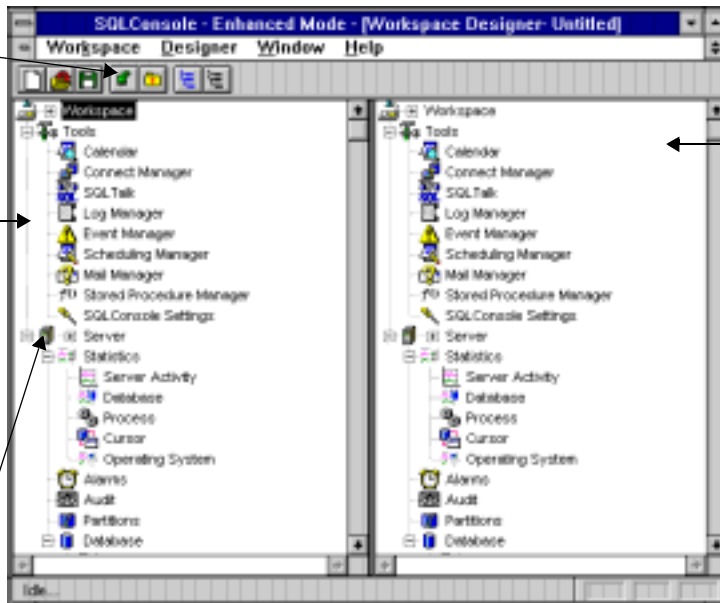 SQLConsole - Enhanced Mode - [Workspace Designer- Untitled]
Workspace Designer Window Help
Workspace
Tools
Calendar
Connect Manager
SQLTalk
Log Manager
Event Manager
Scheduling Manager
Mail Manager
Stored Procedure Manager
SQLConsole Settings
Server
Statistics
Server Activity
Database
Process
Cursor
Operating System
Alarms
Audit
Partitions
Database
Workspace
Tools
Calendar
Connect Manager
SQLTalk
Log Manager
Event Manager
Scheduling Manager
Mail Manager
Stored Procedure Manager
SQLConsole Settings
Server
Statistics
Server Activity
Database
Process
Cursor
Operating System
Alarms
Audit
Partitions
Database
Idle...